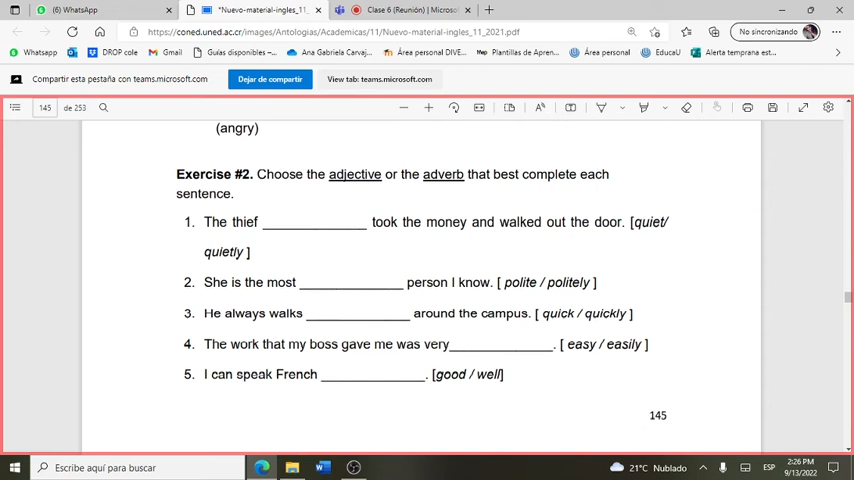 (6) WhatsApp
*Nuevo-material-ingles_11_
Clase 6 (Reunión) | Microsoft
https://coned.uned.ac.cr/images/Antologias/Academicas/11/Nuevo-material-ingles_11_2021.pdf
No sincronizando
Whatsapp
DROP cole
Gmail
Guías disponibles –...
Ana Gabriela Carvaj...
Área personal DIVE...
Plantillas de Apren...
Área personal
EducaU
Alerta temprana est...
Compartir esta pestaña con teams.microsoft.com
Dejar de compartir
View tab: teams.microsoft.com
145 de 253
(angry)
Exercise #2. Choose the adjective or the adverb that best complete each
sentence.
1. The thief ______________ took the money and walked out the door. [quiet/
quietly ]
2. She is the most ______________ person I know. [ polite / politely ]
3. He always walks ______________ around the campus. [ quick / quickly ]
4. The work that my boss gave me was very______________. [ easy / easily ]
5. I can speak French ______________. [good / well]
145
Escribe aquí para buscar
21°C Nublado
ESP
2:26 PM
9/13/2022